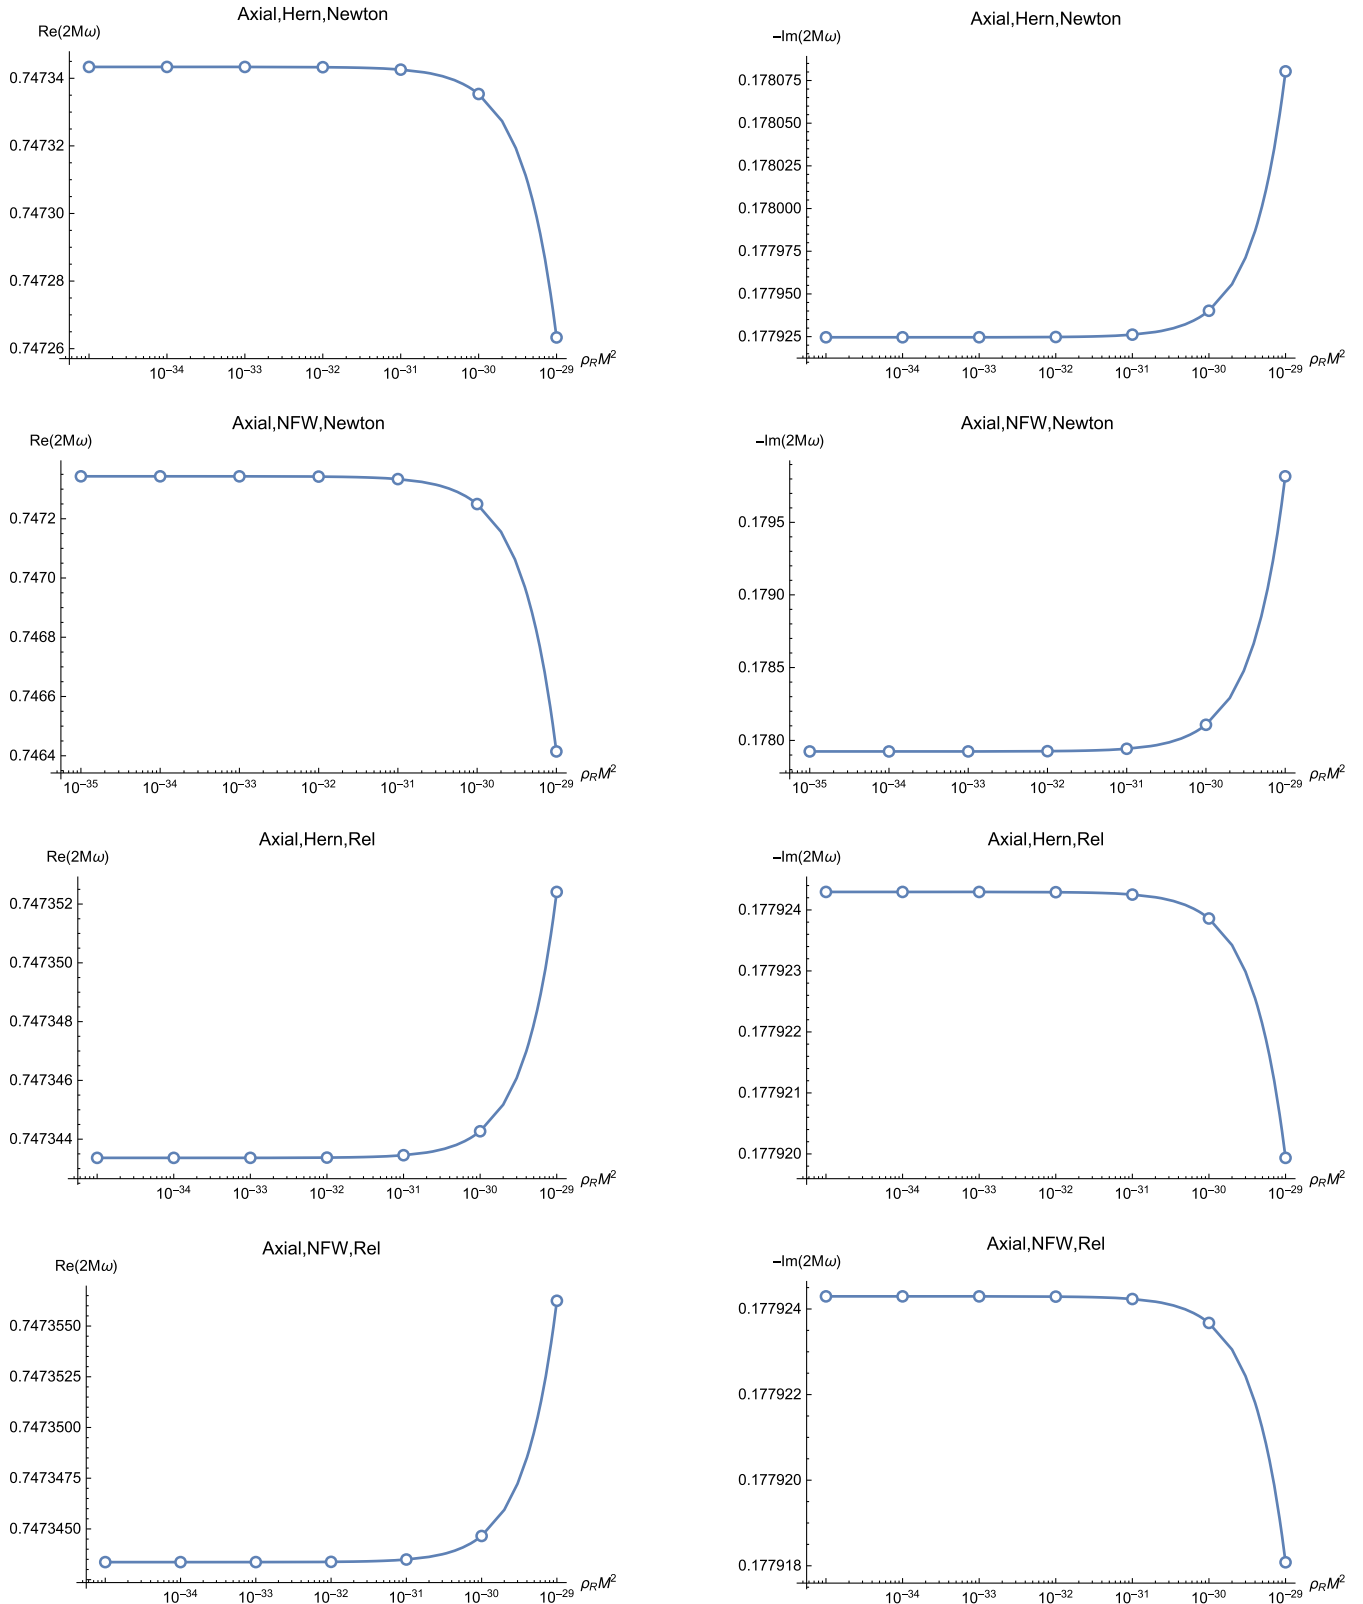 Axial,Hern,Newton
Re(2Mω)
0.74734
0.74732
0.74730
0.74728
0.74726
10⁻³⁴ 10⁻³³ 10⁻³² 10⁻³¹ 10⁻³⁰ 10⁻²⁹ ρ_R M²
Axial,Hern,Newton
−Im(2Mω)
0.178075
0.178050
0.178025
0.178000
0.177975
0.177950
0.177925
10⁻³⁴ 10⁻³³ 10⁻³² 10⁻³¹ 10⁻³⁰ 10⁻²⁹ ρ_R M²
Axial,NFW,Newton
Re(2Mω)
0.7472
0.7470
0.7468
0.7466
0.7464
10⁻³⁵ 10⁻³⁴ 10⁻³³ 10⁻³² 10⁻³¹ 10⁻³⁰ 10⁻²⁹ ρ_R M²
Axial,NFW,Newton
−Im(2Mω)
0.1795
0.1790
0.1785
0.1780
10⁻³⁵ 10⁻³⁴ 10⁻³³ 10⁻³² 10⁻³¹ 10⁻³⁰ 10⁻²⁹ ρ_R M²
Axial,Hern,Rel
Re(2Mω)
0.747352
0.747350
0.747348
0.747346
0.747344
10⁻³⁴ 10⁻³³ 10⁻³² 10⁻³¹ 10⁻³⁰ 10⁻²⁹ ρ_R M²
Axial,Hern,Rel
−Im(2Mω)
0.177924
0.177923
0.177922
0.177921
0.177920
10⁻³⁴ 10⁻³³ 10⁻³² 10⁻³¹ 10⁻³⁰ 10⁻²⁹ ρ_R M²
Axial,NFW,Rel
Re(2Mω)
0.7473550
0.7473525
0.7473500
0.7473475
0.7473450
10⁻³⁴ 10⁻³³ 10⁻³² 10⁻³¹ 10⁻³⁰ 10⁻²⁹ ρ_R M²
Axial,NFW,Rel
−Im(2Mω)
0.177924
0.177922
0.177920
0.177918
10⁻³⁴ 10⁻³³ 10⁻³² 10⁻³¹ 10⁻³⁰ 10⁻²⁹ ρ_R M²